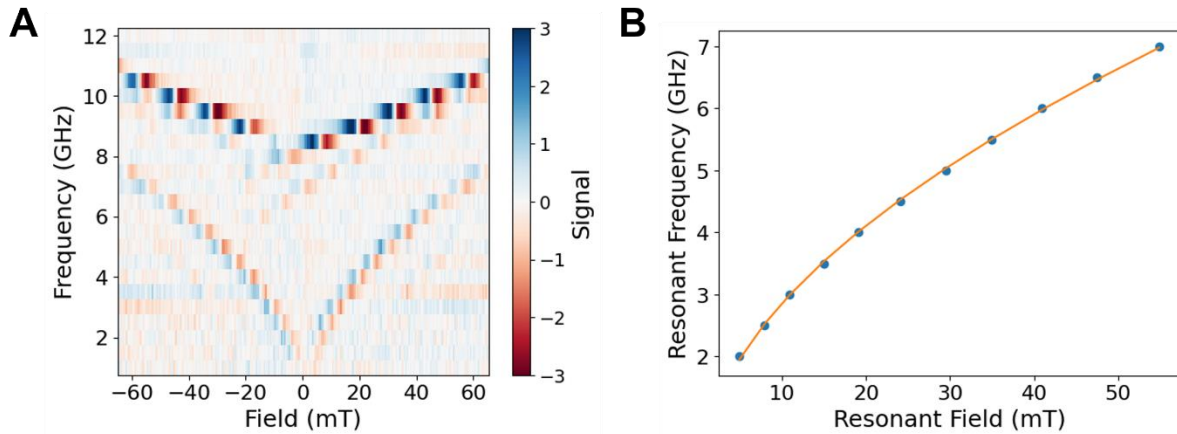 A
12
10
8
6
4
2
Frequency (GHz)
−60 −40 −20 0 20 40 60
Field (mT)
3
2
1
0
−1
−2
−3
Signal
B
7
6
5
4
3
2
Resonant Frequency (GHz)
10 20 30 40 50
Resonant Field (mT)